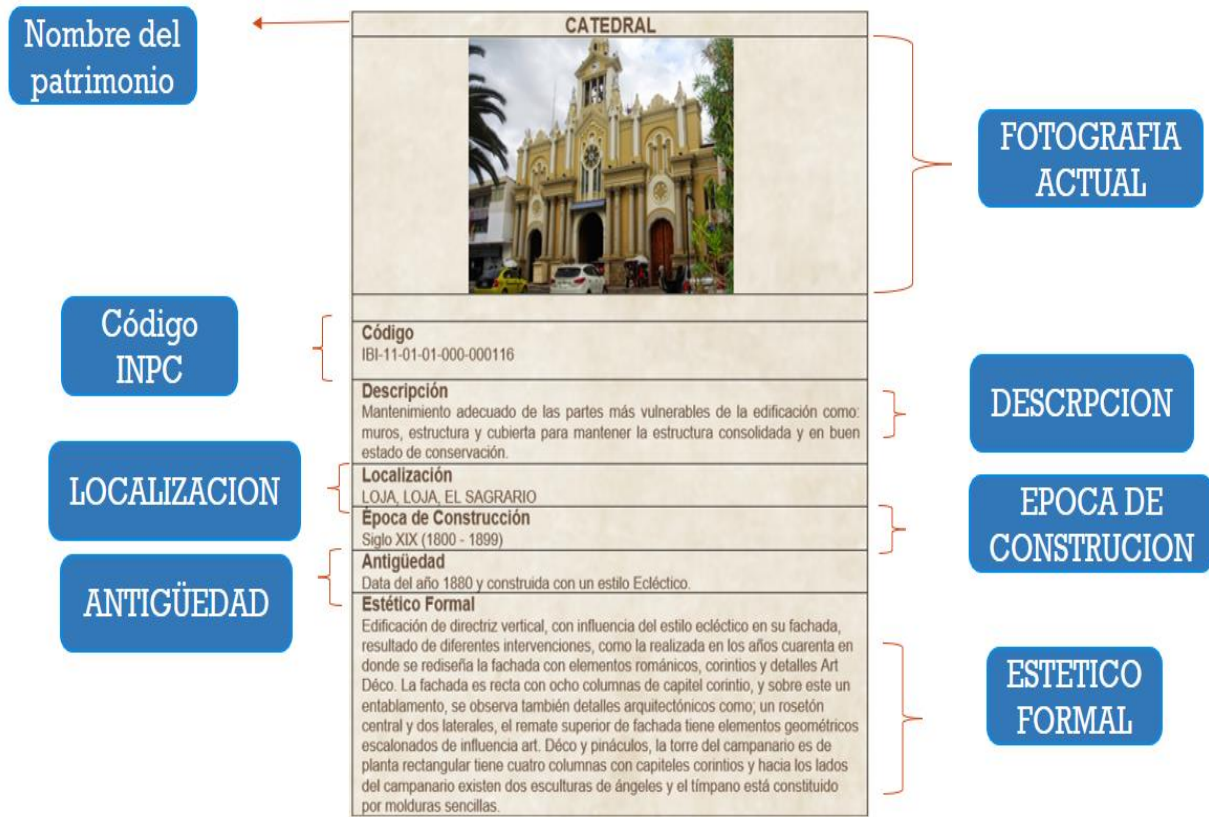 Nombre del
patrimonio
CATEDRAL
FOTOGRAFIA
ACTUAL
Código
INPC
Código
IBI-11-01-01-000-000116
Descripción
Mantenimiento adecuado de las partes más vulnerables de la edificación como:
muros, estructura y cubierta para mantener la estructura consolidada y en buen
estado de conservación.
DESCRPCION
LOCALIZACION
Localización
LOJA, LOJA, EL SAGRARIO
Época de Construcción
Siglo XIX (1800 - 1899)
EPOCA DE
CONSTRUCION
ANTIGÜEDAD
Antigüedad
Data del año 1880 y construida con un estilo Ecléctico.
Estético Formal
Edificación de directriz vertical, con influencia del estilo ecléctico en su fachada,
resultado de diferentes intervenciones, como la realizada en los años cuarenta en
donde se rediseña la fachada con elementos románicos, corintios y detalles Art
Déco. La fachada es recta con ocho columnas de capitel corintio, y sobre este un
entablamento, se observa también detalles arquitectónicos como; un rosetón
central y dos laterales, el remate superior de fachada tiene elementos geométricos
escalonados de influencia art. Déco y pináculos, la torre del campanario es de
planta rectangular tiene cuatro columnas con capiteles corintios y hacia los lados
del campanario existen dos esculturas de ángeles y el tímpano está constituido
por molduras sencillas.
ESTETICO
FORMAL